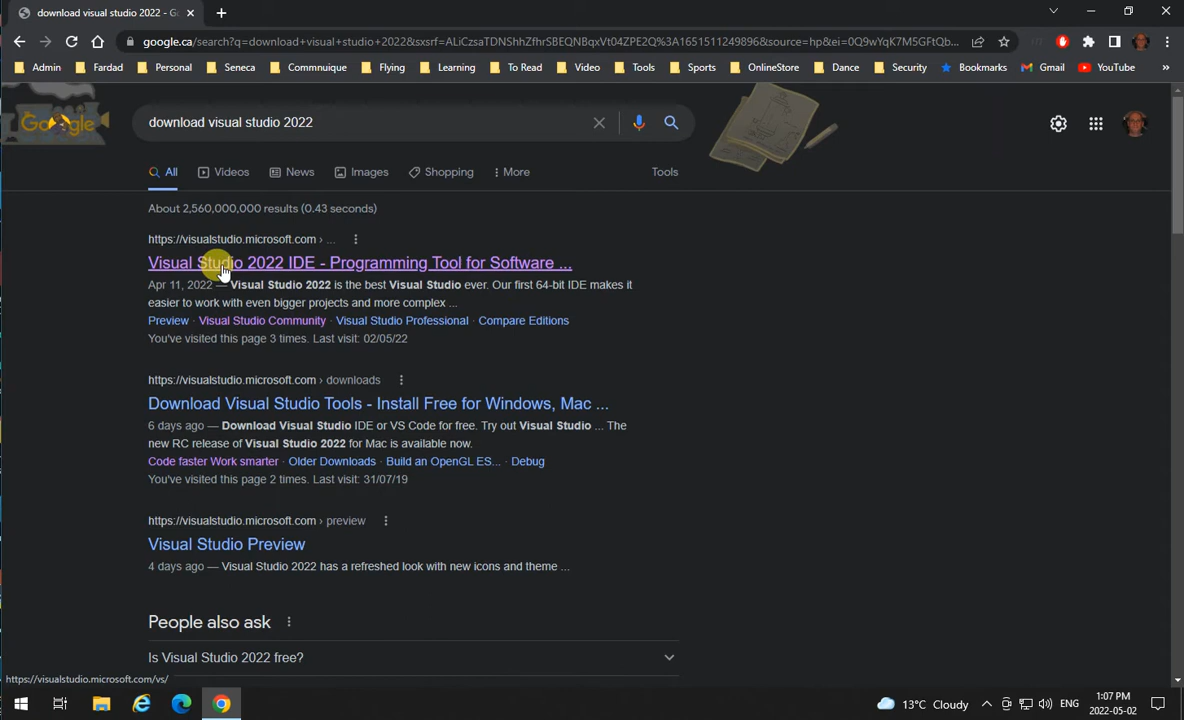 download visual studio 2022 - G
google.ca/search?q=download+visual+studio+2022&sxsrf=ALiCzsaTDNShhZfhrSBEQNBqxVt04ZPE2Q%3A1651511249896&source=hp&ei=0Q9wYqK7M5GFtQb...
Admin Fardad Personal Seneca Commnuique Flying Learning To Read Video Tools Sports OnlineStore Dance Security Bookmarks Gmail YouTube »
Google download visual studio 2022
All Videos News Images Shopping More Tools
About 2,560,000,000 results (0.43 seconds)
https://visualstudio.microsoft.com › ...
Visual Studio 2022 IDE - Programming Tool for Software ...
Apr 11, 2022 — Visual Studio 2022 is the best Visual Studio ever. Our first 64-bit IDE makes it
easier to work with even bigger projects and more complex ...
Preview · Visual Studio Community · Visual Studio Professional · Compare Editions
You've visited this page 3 times. Last visit: 02/05/22
https://visualstudio.microsoft.com › downloads
Download Visual Studio Tools - Install Free for Windows, Mac ...
6 days ago — Download Visual Studio IDE or VS Code for free. Try out Visual Studio ... The
new RC release of Visual Studio 2022 for Mac is available now.
Code faster Work smarter · Older Downloads · Build an OpenGL ES... · Debug
You've visited this page 2 times. Last visit: 31/07/19
https://visualstudio.microsoft.com › preview
Visual Studio Preview
4 days ago — Visual Studio 2022 has a refreshed look with new icons and theme ...
People also ask
Is Visual Studio 2022 free?
https://visualstudio.microsoft.com/vs/
13°C Cloudy ENG 1:07 PM
2022-05-02